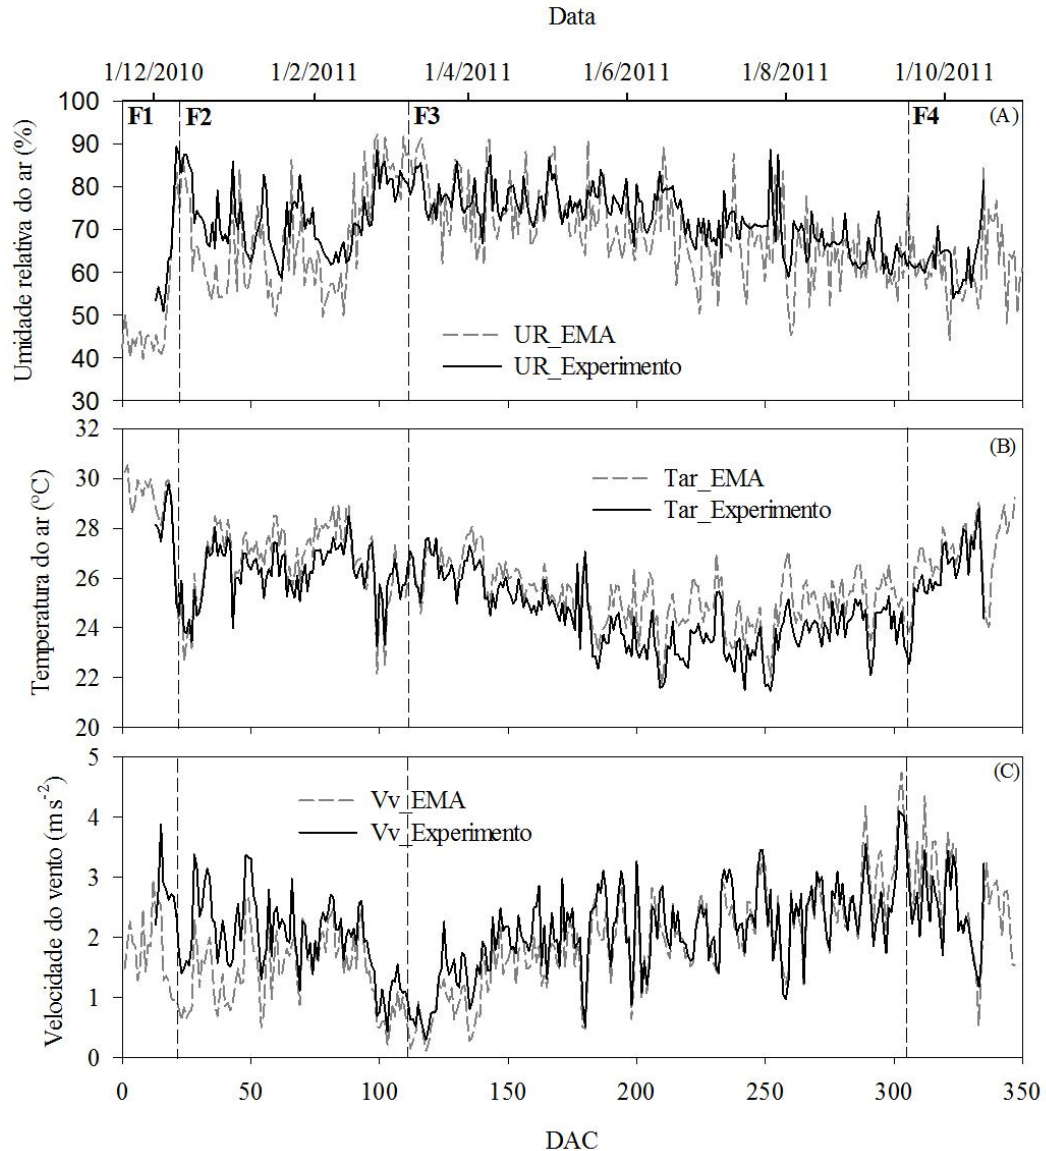 Data
1/12/2010 1/2/2011 1/4/2011 1/6/2011 1/8/2011 1/10/2011
Umidade relativa do ar (%)
100
90
80
70
60
50
40
30
F1 F2 F3 F4 (A)
UR_EMA
UR_Experimento
Temperatura do ar (ºC)
32
30
28
26
24
22
20
(B)
Tar_EMA
Tar_Experimento
Velocidade do vento (m s-2)
5
4
3
2
1
0
(C)
Vv_EMA
Vv_Experimento
0 50 100 150 200 250 300 350
DAC